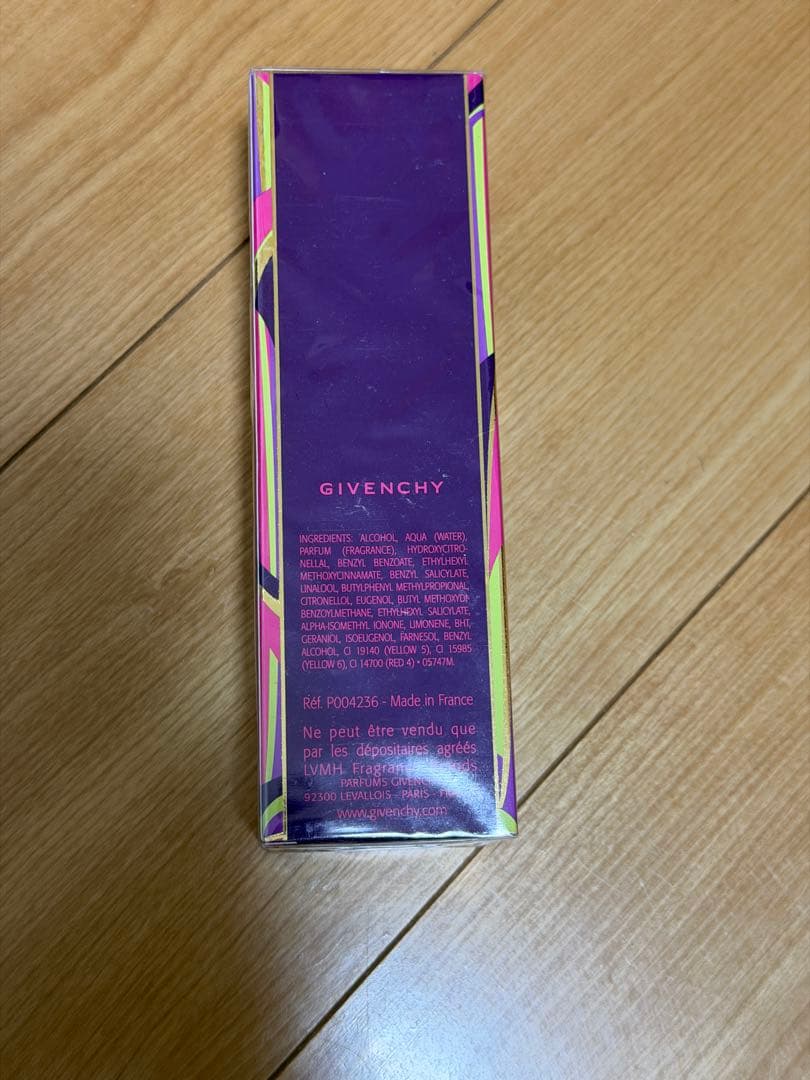 GIVENCHY
INGREDIENTS: ALCOHOL, AQUA (WATER),
PARFUM (FRAGRANCE), HYDROXYCITRO-
NELLAL, BENZYL BENZOATE, ETHYLHEXYL
METHOXYCINNAMATE, BENZYL SALICYLATE,
LINALOOL, BUTYLPHENYL METHYLPROPIONAL,
CITRONELLOL, EUGENOL, BUTYL METHOXYDI-
BENZOYLMETHANE, ETHYLHEXYL SALICYLATE,
ALPHA-ISOMETHYL IONONE, LIMONENE, BHT,
GERANIOL, ISOEUGENOL, FARNESOL, BENZYL
ALCOHOL, CI 19140 (YELLOW 5), CI 15985
(YELLOW 6), CI 14700 (RED 4) • 05747M.
Réf. P004236 - Made in France
Ne peut être vendu que
par les dépositaires agréés
LVMH
PARFUMS
92300 LEVALLOIS - PARIS -
www.givenchy.com